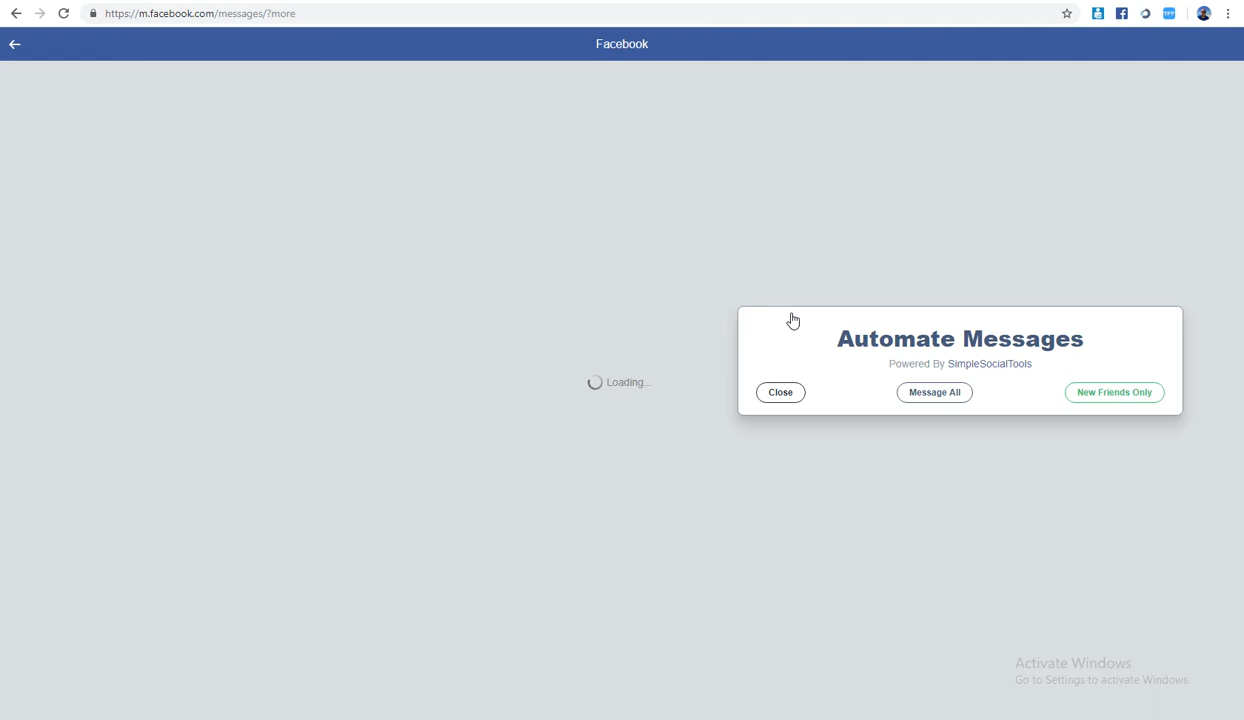 https://m.facebook.com/messages/?more
TFF
Facebook
Automate Messages
Powered By SimpleSocialTools
Loading...
Close
Message All
New Friends Only
Activate Windows
Go to Settings to activate Windows.